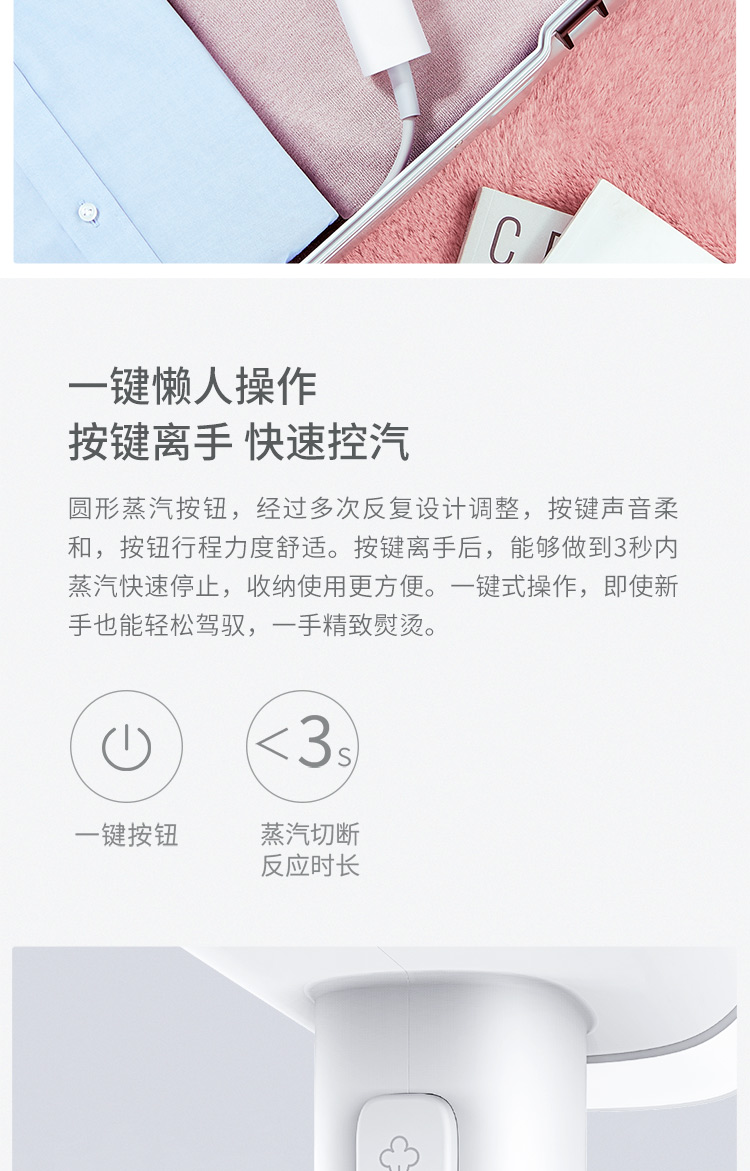 C
一键懒人操作
按键离手 快速控汽
圆形蒸汽按钮，经过多次反复设计调整，按键声音柔
和，按钮行程力度舒适。按键离手后，能够做到3秒内
蒸汽快速停止，收纳使用更方便。一键式操作，即使新
手也能轻松驾驭，一手精致熨烫。
<3s
一键按钮
蒸汽切断
反应时长